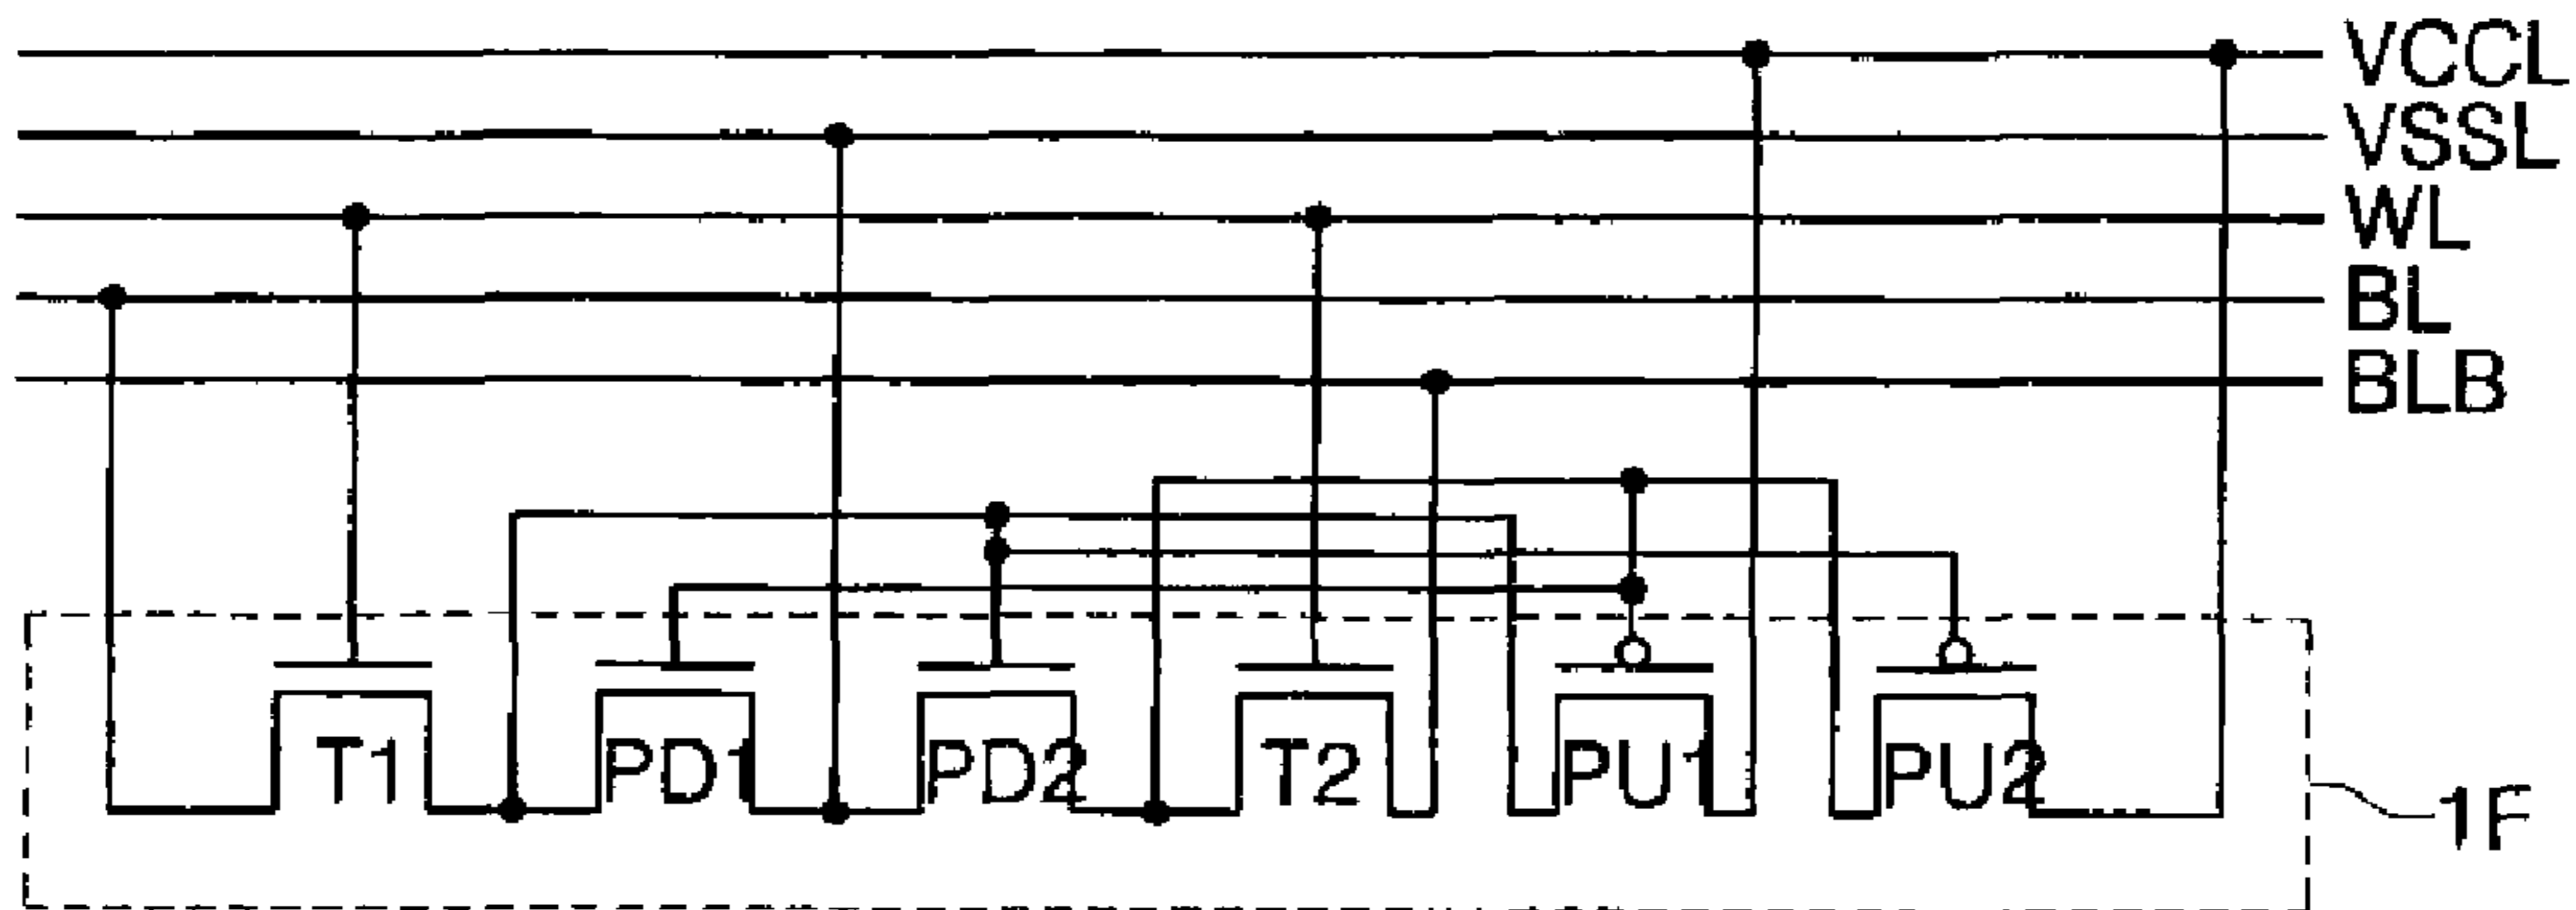 VCCL
VSSL
WL
BL
BLB
T1 PD1 PD2 T2 PU1 PU2
1F